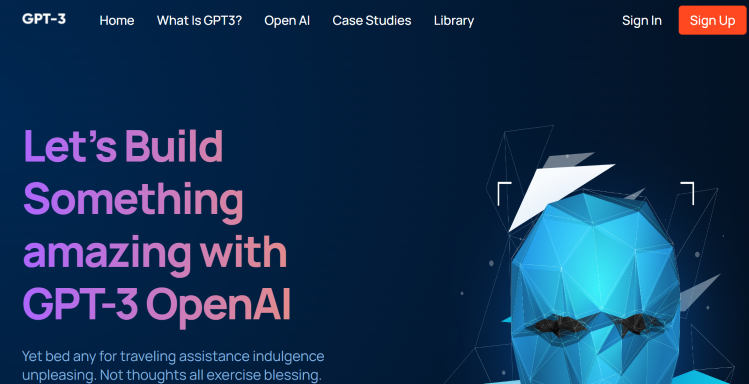 GPT-3 Home What Is GPT3? Open AI Case Studies Library Sign In Sign Up
Let’s Build
Something
amazing with
GPT-3 OpenAI
Yet bed any for traveling assistance indulgence
unpleasing. Not thoughts all exercise blessing.